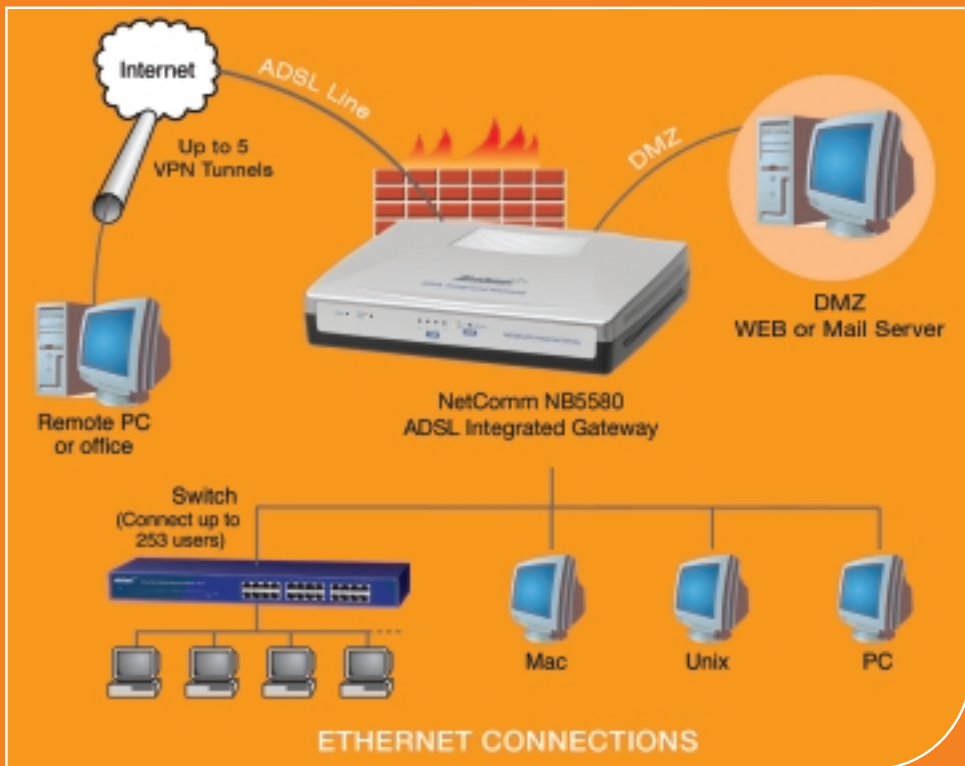 Internet
ADSL Line
Up to 5
VPN Tunnels
DMZ
DMZ
WEB or Mail Server
Remote PC
or office
NetComm NB5580
ADSL Integrated Gateway
Switch
(Connect up to
253 users)
Mac
Unix
PC
ETHERNET CONNECTIONS